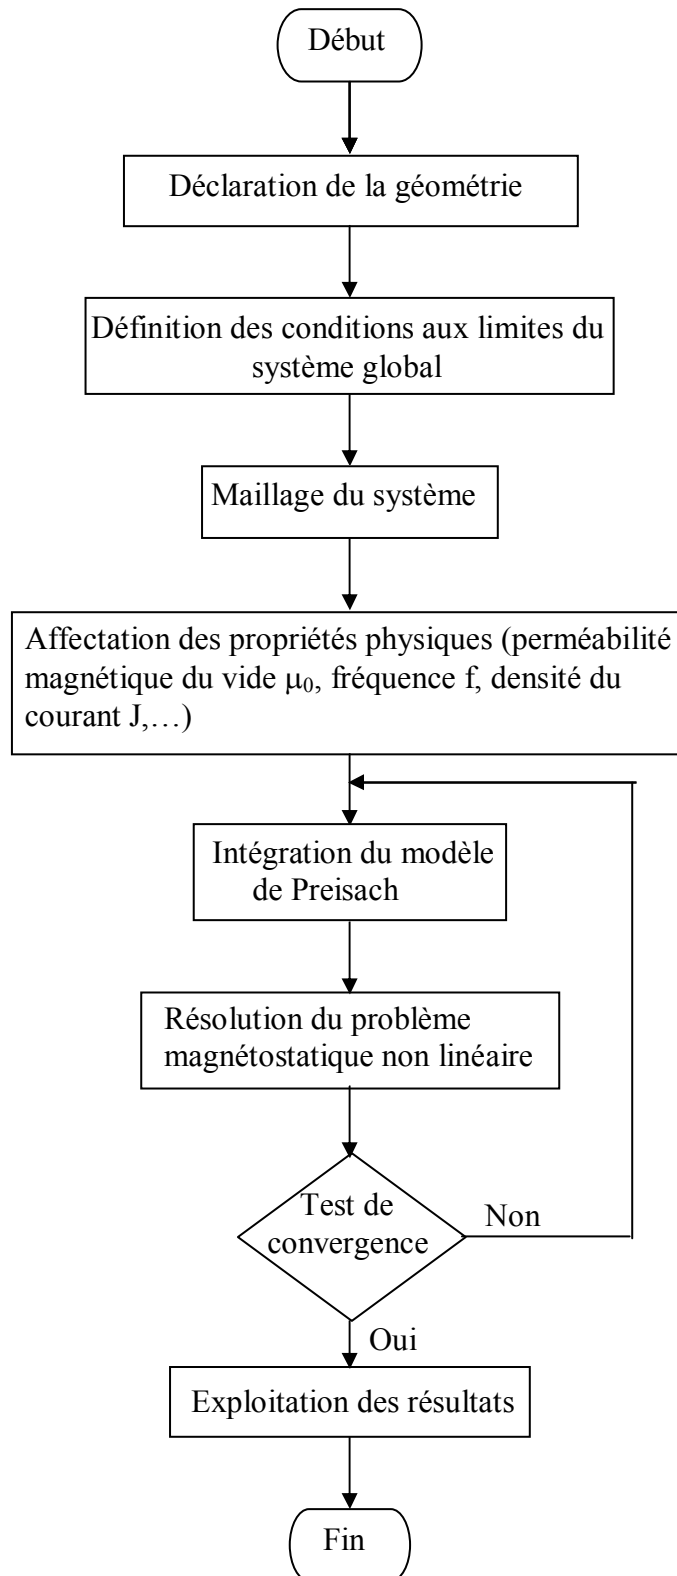 Début
Déclaration de la géométrie
Définition des conditions aux limites du
système global
Maillage du système
Affectation des propriétés physiques (perméabilité
magnétique du vide μ₀, fréquence f, densité du
courant J,…)
Intégration du modèle
de Preisach
Résolution du problème
magnétostatique non linéaire
Test de
convergence
Non
Oui
Exploitation des résultats
Fin